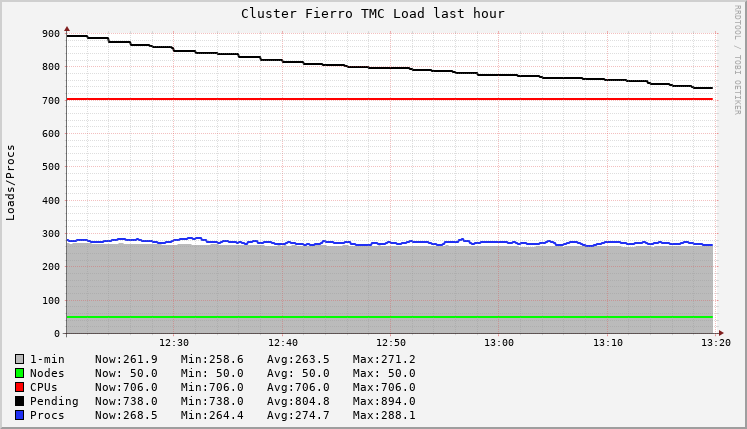 Cluster Fierro TMC Load last hour
RRDTOOL / TOBI OETIKER
Loads/Procs
900
800
700
600
500
400
300
200
100
0
12:30 12:40 12:50 13:00 13:10 13:20
1-min Now:261.9 Min:258.6 Avg:263.5 Max:271.2
Nodes Now: 50.0 Min: 50.0 Avg: 50.0 Max: 50.0
CPUs Now:706.0 Min:706.0 Avg:706.0 Max:706.0
Pending Now:738.0 Min:738.0 Avg:804.8 Max:894.0
Procs Now:268.5 Min:264.4 Avg:274.7 Max:288.1